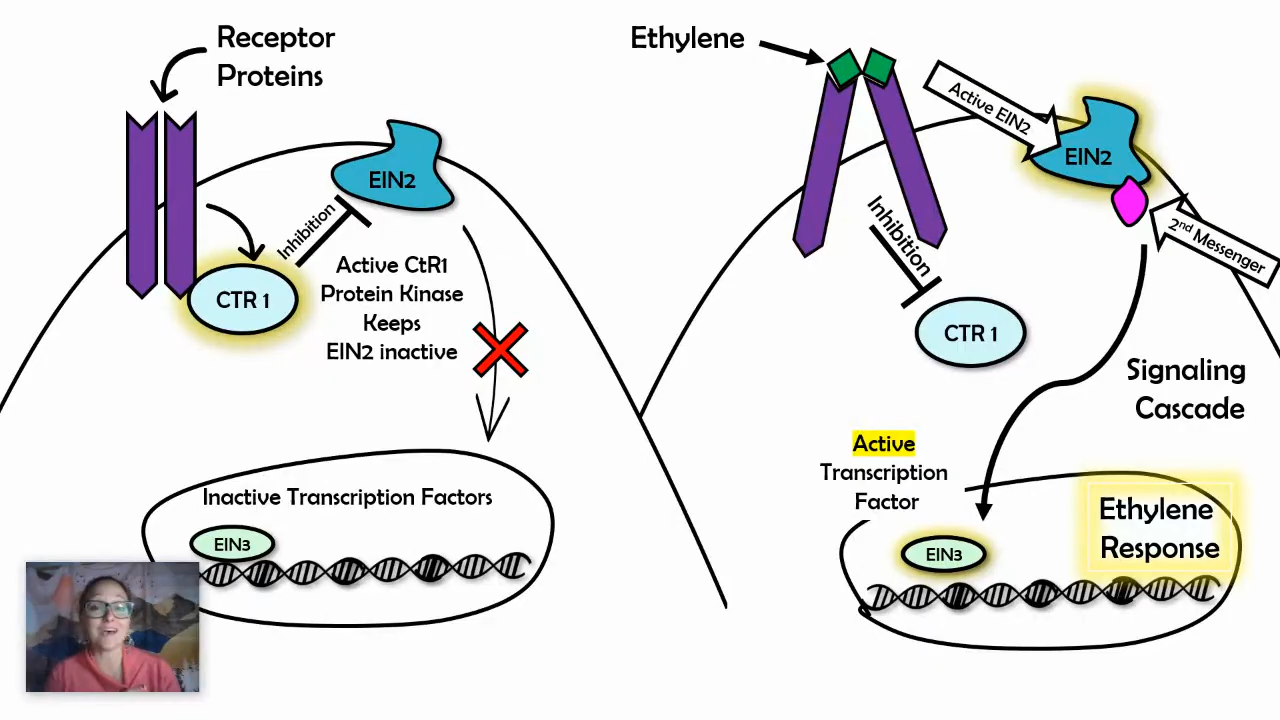 Receptor
Proteins
EIN2
Inhibition
CTR 1
Active CtR1
Protein Kinase
Keeps
EIN2 inactive
Inactive Transcription Factors
EIN3
Ethylene
Active EIN2
EIN2
2nd Messenger
Inhibition
CTR 1
Signaling
Cascade
Active
Transcription
Factor
EIN3
Ethylene
Response